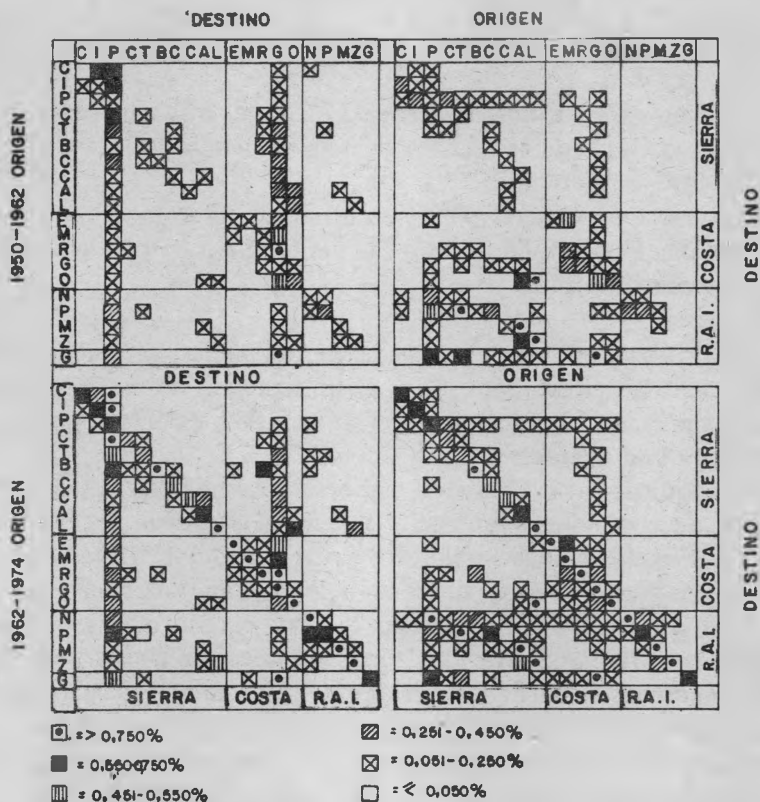 'DESTINO ORIGEN
C I P C T B C C A L E M R G O N P M Z G C I P C T B C C A L E M R G O N P M Z G
1950-1962 ORIGEN
C
I
P
C
T
B
C
C
A
L
E
M
R
G
O
N
P
M
Z
G
SIERRA
COSTA
R.A.I.
DESTINO
DESTINO ORIGEN
1962-1974 ORIGEN
C
I
P
C
T
B
C
C
A
L
E
M
R
G
O
N
P
M
Z
G
SIERRA
COSTA
R.A.I
DESTINO
SIERRA COSTA R.A.I. SIERRA COSTA R.A.I.
=> 0,750% = 0,251-0,450%
= 0,451-0,550% = 0,051-0,250%
= ≤ 0,050%